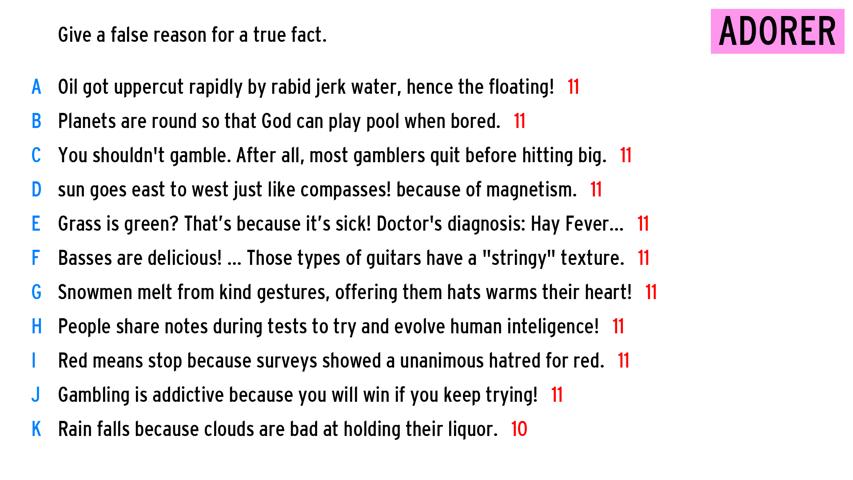 Give a false reason for a true fact.
ADORER
A Oil got uppercut rapidly by rabid jerk water, hence the floating! 11
B Planets are round so that God can play pool when bored. 11
C You shouldn't gamble. After all, most gamblers quit before hitting big. 11
D sun goes east to west just like compasses! because of magnetism. 11
E Grass is green? That’s because it’s sick! Doctor's diagnosis: Hay Fever... 11
F Basses are delicious! ... Those types of guitars have a "stringy" texture. 11
G Snowmen melt from kind gestures, offering them hats warms their heart! 11
H People share notes during tests to try and evolve human inteligence! 11
I Red means stop because surveys showed a unanimous hatred for red. 11
J Gambling is addictive because you will win if you keep trying! 11
K Rain falls because clouds are bad at holding their liquor. 10